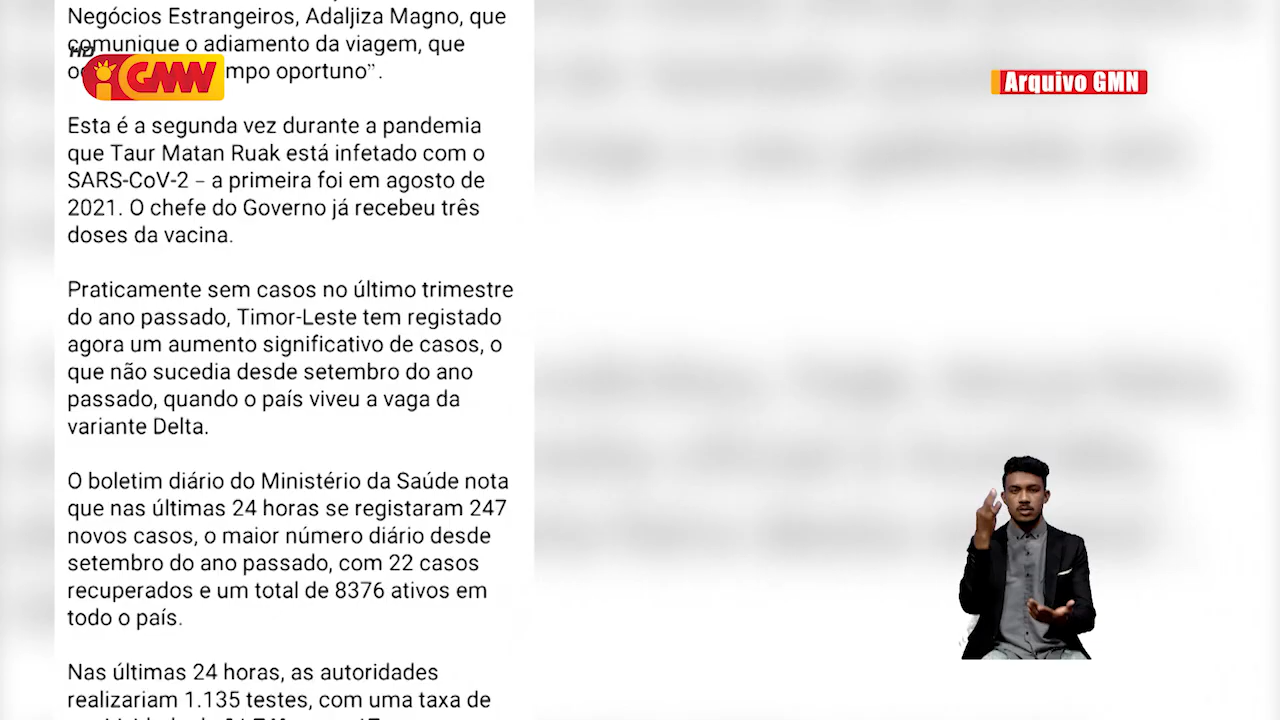 Negócios Estrangeiros, Adaljiza Magno, que
comunique o adiamento da viagem, que
mpo oportuno”.
HD
GMN
Arquivo GMN
Esta é a segunda vez durante a pandemia
que Taur Matan Ruak está infetado com o
SARS-CoV-2 – a primeira foi em agosto de
2021. O chefe do Governo já recebeu três
doses da vacina.
Praticamente sem casos no último trimestre
do ano passado, Timor-Leste tem registado
agora um aumento significativo de casos, o
que não sucedia desde setembro do ano
passado, quando o país viveu a vaga da
variante Delta.
O boletim diário do Ministério da Saúde nota
que nas últimas 24 horas se registaram 247
novos casos, o maior número diário desde
setembro do ano passado, com 22 casos
recuperados e um total de 8376 ativos em
todo o país.
Nas últimas 24 horas, as autoridades
realizariam 1.135 testes, com uma taxa de